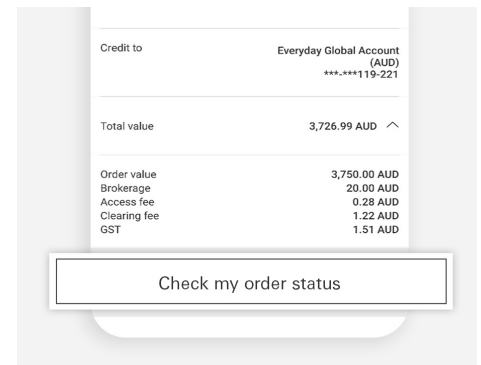 Credit to
Everyday Global Account
(AUD)
***-***119-221
Total value 3,726.99 AUD
Order value 3,750.00 AUD
Brokerage 20.00 AUD
Access fee 0.28 AUD
Clearing fee 1.22 AUD
GST 1.51 AUD
Check my order status